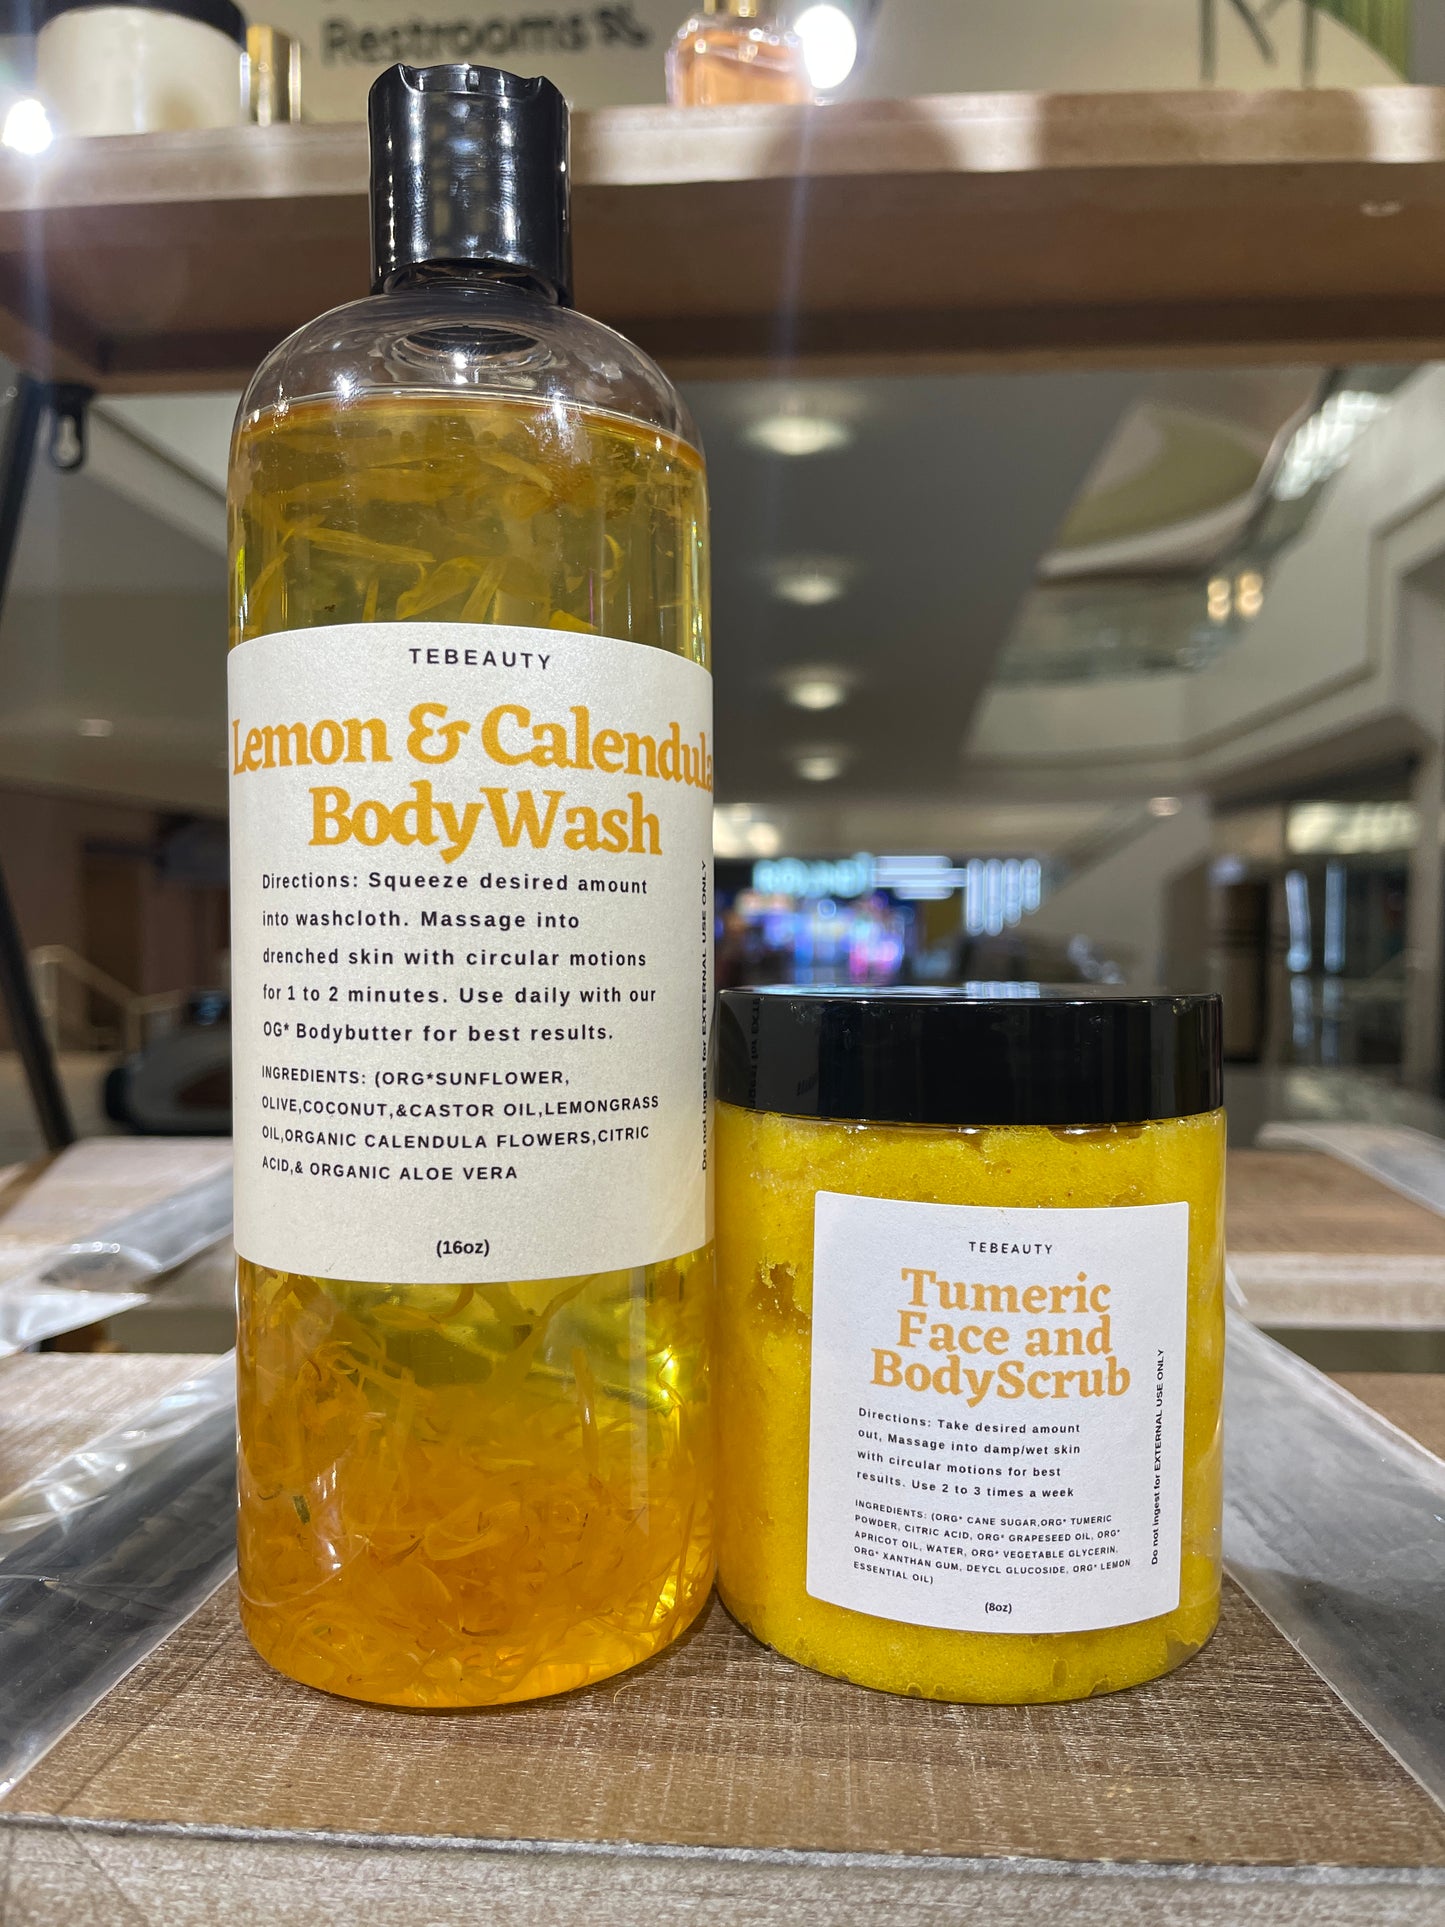 Restrooms
TEBEAUTY
Lemon & Calendula
BodyWash
Directions: Squeeze desired amount
into washcloth. Massage into
drenched skin with circular motions
for 1 to 2 minutes. Use daily with our
OG* Bodybutter for best results.
INGREDIENTS: (ORG*SUNFLOWER,
OLIVE,COCONUT,&CASTOR OIL,LEMONGRASS
OIL,ORGANIC CALENDULA FLOWERS,CITRIC
ACID,& ORGANIC ALOE VERA
(16oz)
Do not ingest for EXTERNAL USE ONLY
TEBEAUTY
Tumeric
Face and
BodyScrub
Directions: Take desired amount
out, Massage into damp/wet skin
with circular motions for best
results. Use 2 to 3 times a week
INGREDIENTS: (ORG* CANE SUGAR,ORG* TUMERIC
POWDER, CITRIC ACID, ORG* GRAPESEED OIL, ORG*
APRICOT OIL, WATER, ORG* VEGETABLE GLYCERIN,
ORG* XANTHAN GUM, DEYCL GLUCOSIDE, ORG* LEMON
ESSENTIAL OIL)
(8oz)
Do not ingest for EXTERNAL USE ONLY